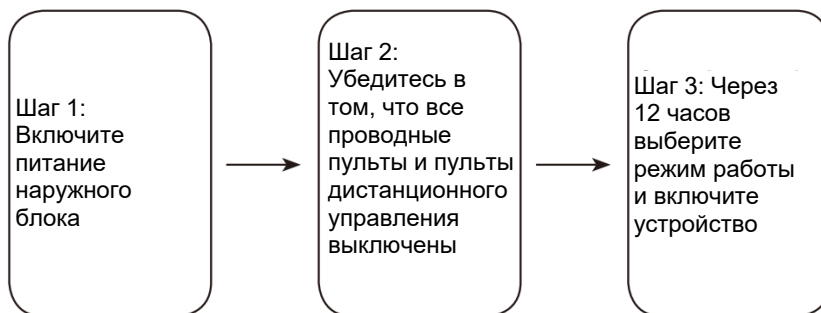 Шаг 1:
Включите
питание
наружного
блока
Шаг 2:
Убедитесь в
том, что все
проводные
пульты и пульты
дистанционного
управления
выключены
Шаг 3: Через
12 часов
выберите
режим работы
и включите
устройство